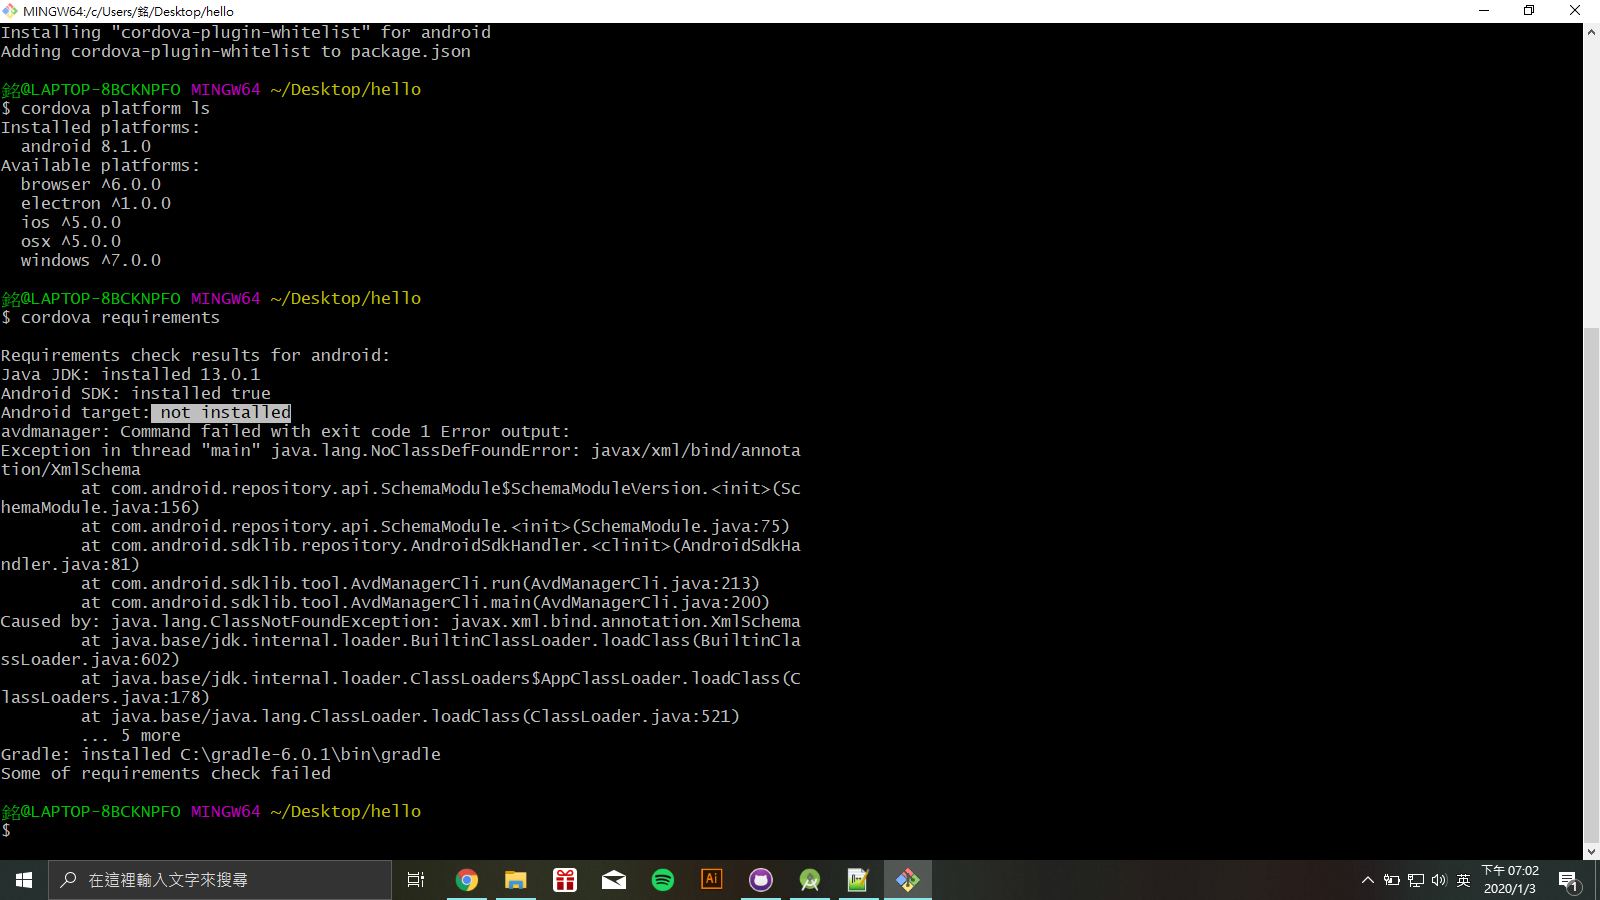 MINGW64:/c/Users/銘/Desktop/hello
Installing "cordova-plugin-whitelist" for android
Adding cordova-plugin-whitelist to package.json
銘@LAPTOP-8BCKNPFO MINGW64 ~/Desktop/hello
$ cordova platform ls
Installed platforms:
  android 8.1.0
Available platforms:
  browser ^6.0.0
  electron ^1.0.0
  ios ^5.0.0
  osx ^5.0.0
  windows ^7.0.0
銘@LAPTOP-8BCKNPFO MINGW64 ~/Desktop/hello
$ cordova requirements
Requirements check results for android:
Java JDK: installed 13.0.1
Android SDK: installed true
Android target: not installed
avdmanager: Command failed with exit code 1 Error output:
Exception in thread "main" java.lang.NoClassDefFoundError: javax/xml/bind/annota
tion/XmlSchema
        at com.android.repository.api.SchemaModule$SchemaModuleVersion.<init>(Sc
hemaModule.java:156)
        at com.android.repository.api.SchemaModule.<init>(SchemaModule.java:75)
        at com.android.sdklib.repository.AndroidSdkHandler.<clinit>(AndroidSdkHa
ndler.java:81)
        at com.android.sdklib.tool.AvdManagerCli.run(AvdManagerCli.java:213)
        at com.android.sdklib.tool.AvdManagerCli.main(AvdManagerCli.java:200)
Caused by: java.lang.ClassNotFoundException: javax.xml.bind.annotation.XmlSchema
        at java.base/jdk.internal.loader.BuiltinClassLoader.loadClass(BuiltinCla
ssLoader.java:602)
        at java.base/jdk.internal.loader.ClassLoaders$AppClassLoader.loadClass(C
lassLoaders.java:178)
        at java.base/java.lang.ClassLoader.loadClass(ClassLoader.java:521)
        ... 5 more
Gradle: installed C:\gradle-6.0.1\bin\gradle
Some of requirements check failed
銘@LAPTOP-8BCKNPFO MINGW64 ~/Desktop/hello
$
在這裡輸入文字來搜尋
Ai
英
下午 07:02
2020/1/3
1